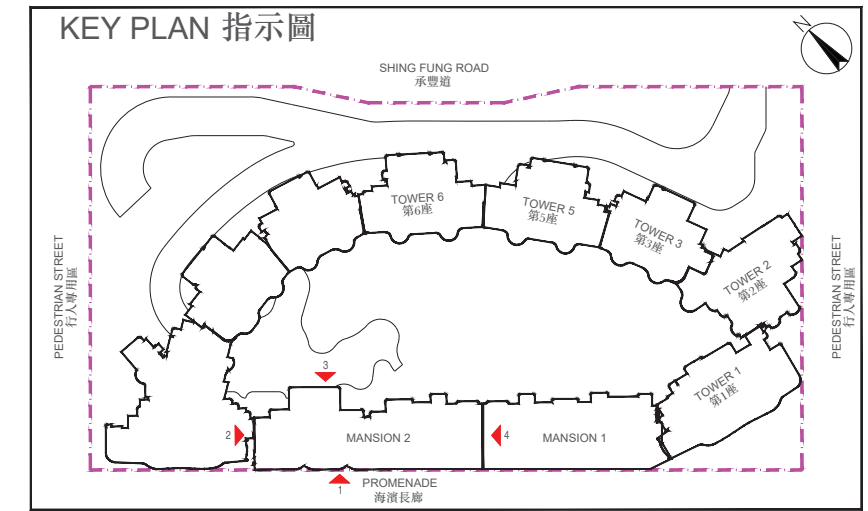 KEY PLAN 指示圖
N
SHING FUNG ROAD
承豐道
TOWER 6
第6座
TOWER 5
第5座
TOWER 3
第3座
TOWER 2
第2座
TOWER 1
第1座
PEDESTRIAN STREET
行人專用區
PEDESTRIAN STREET
行人專用區
3
2
MANSION 2
4
MANSION 1
1
PROMENADE
海濱長廊